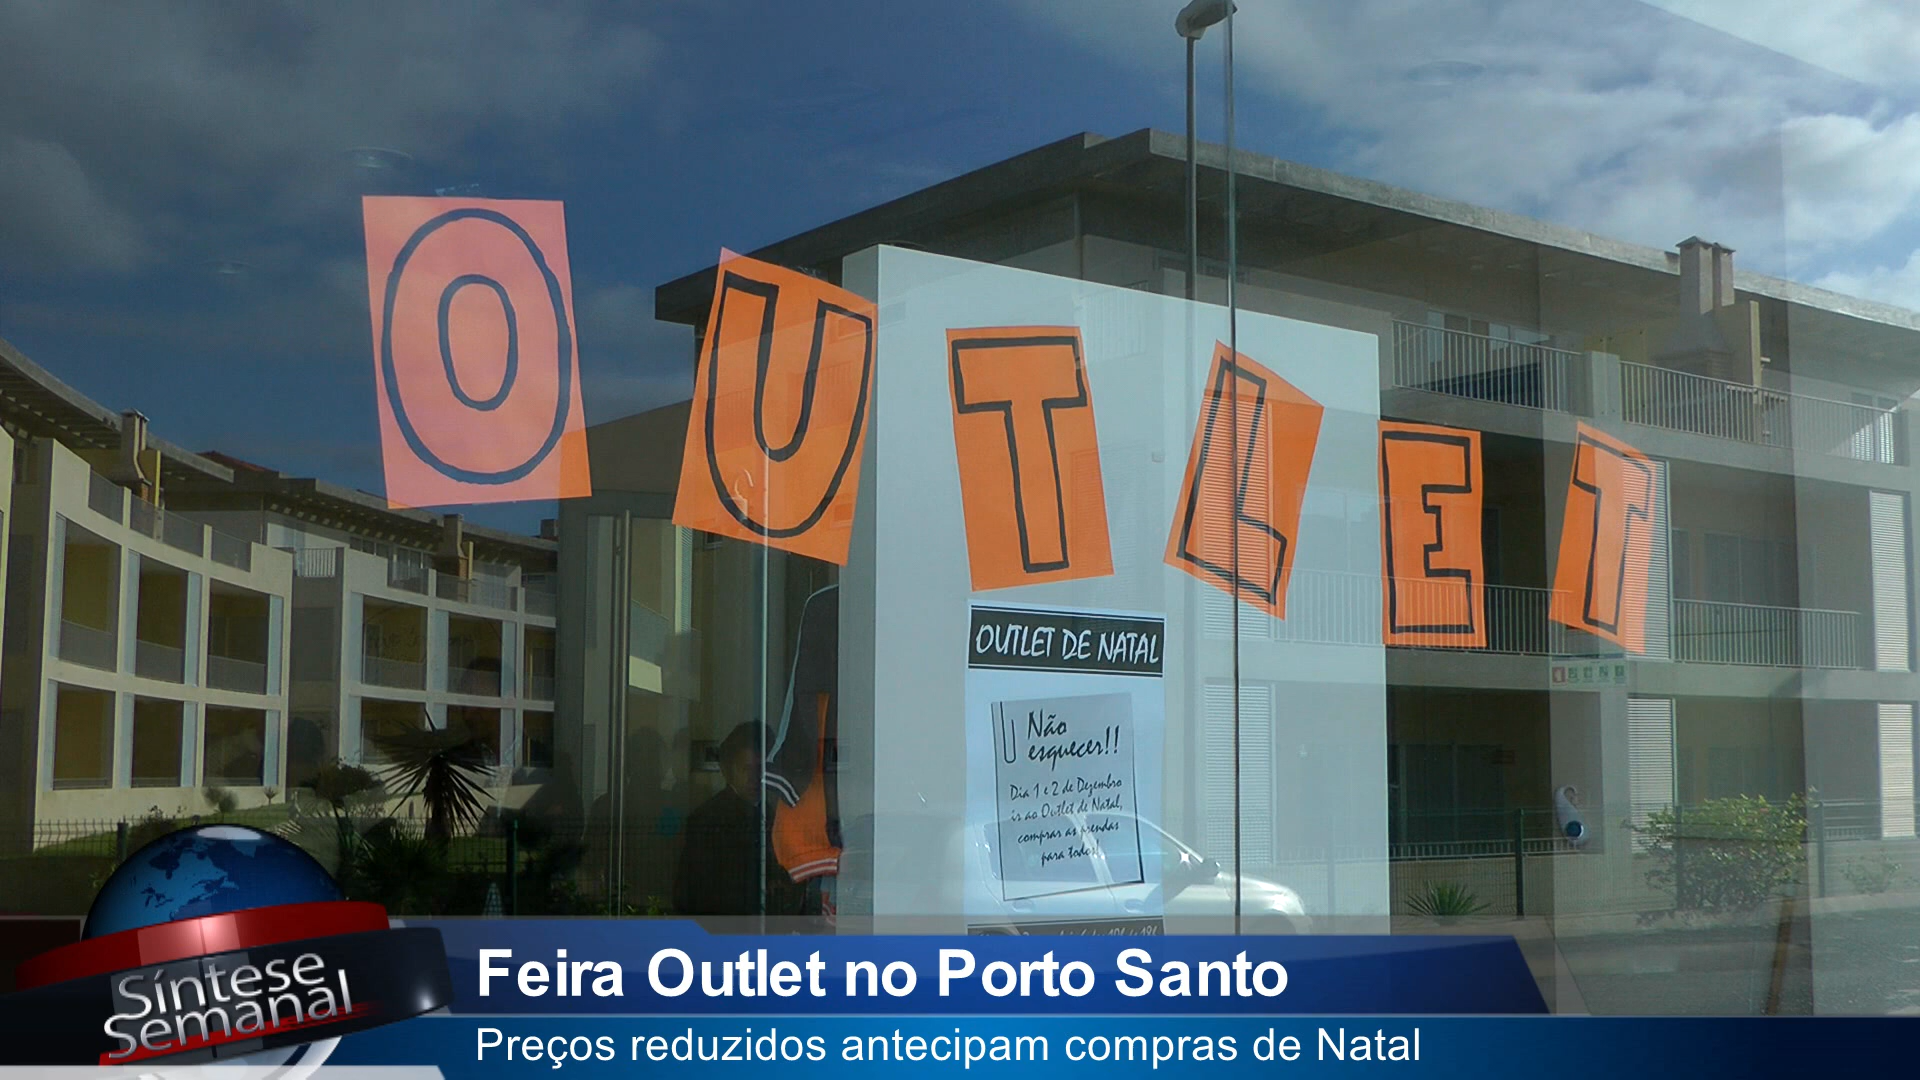 OUTLET
OUTLET DE NATAL
Não
esquecer!!
Dia 1 e 2 de Dezembro
ir ao Outlet de Natal,
comprar as prendas
para todos!
Síntese
Semanal
Feira Outlet no Porto Santo
Preços reduzidos antecipam compras de Natal